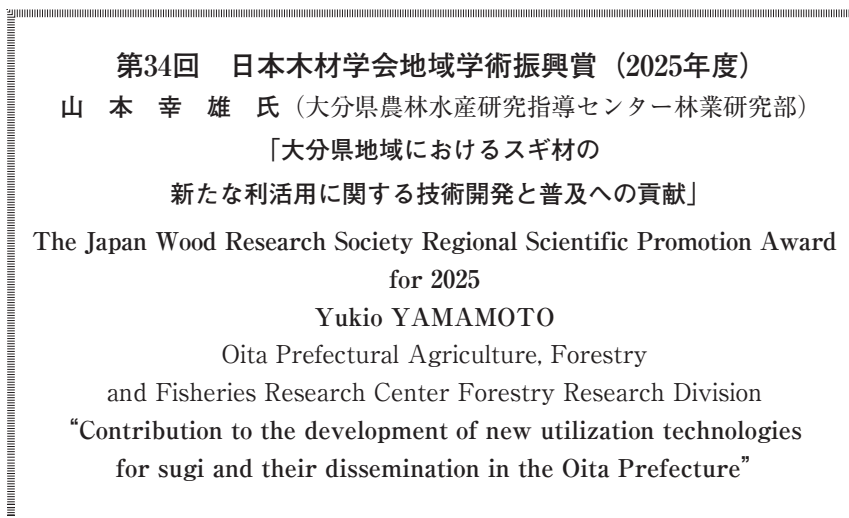 第34回　日本木材学会地域学術振興賞（2025年度）
山　本　幸　雄　氏（大分県農林水産研究指導センター林業研究部）
「大分県地域におけるスギ材の
新たな利活用に関する技術開発と普及への貢献」
The Japan Wood Research Society Regional Scientific Promotion Award
for 2025
Yukio YAMAMOTO
Oita Prefectural Agriculture, Forestry
and Fisheries Research Center Forestry Research Division
“Contribution to the development of new utilization technologies
for sugi and their dissemination in the Oita Prefecture”